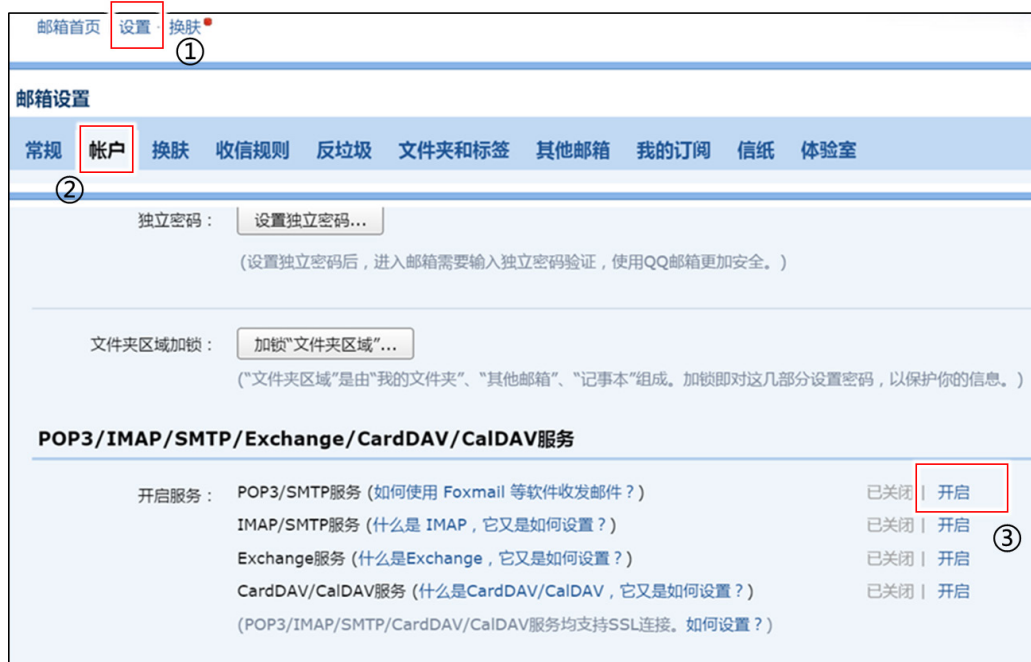 邮箱首页 设置 · 换肤
①
邮箱设置
常规 帐户 换肤 收信规则 反垃圾 文件夹和标签 其他邮箱 我的订阅 信纸 体验室
②
独立密码： 设置独立密码...
(设置独立密码后，进入邮箱需要输入独立密码验证，使用QQ邮箱更加安全。)
文件夹区域加锁： 加锁“文件夹区域”...
(“文件夹区域”是由“我的文件夹”、“其他邮箱”、“记事本”组成。加锁即对这几部分设置密码，以保护你的信息。)
POP3/IMAP/SMTP/Exchange/CardDAV/CalDAV服务
开启服务： POP3/SMTP服务 (如何使用 Foxmail 等软件收发邮件？) 已关闭 | 开启
IMAP/SMTP服务 (什么是 IMAP，它又是如何设置？) 已关闭 | 开启
③
Exchange服务 (什么是Exchange，它又是如何设置？) 已关闭 | 开启
CardDAV/CalDAV服务 (什么是CardDAV/CalDAV，它又是如何设置？) 已关闭 | 开启
(POP3/IMAP/SMTP/CardDAV/CalDAV服务均支持SSL连接。如何设置？)